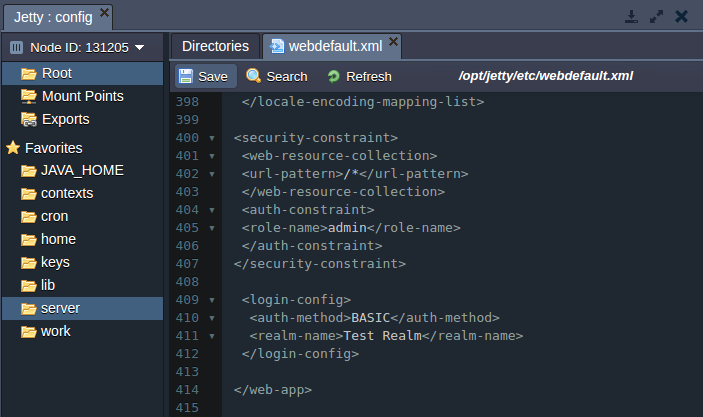 Jetty : config
Node ID: 131205
Root
Mount Points
Exports
Favorites
JAVA_HOME
contexts
cron
home
keys
lib
server
work
Directories
webdefault.xml
Save Search Refresh /opt/jetty/etc/webdefault.xml
398 </locale-encoding-mapping-list>
399
400 <security-constraint>
401 <web-resource-collection>
402 <url-pattern>/*</url-pattern>
403 </web-resource-collection>
404 <auth-constraint>
405 <role-name>admin</role-name>
406 </auth-constraint>
407 </security-constraint>
408
409 <login-config>
410 <auth-method>BASIC</auth-method>
411 <realm-name>Test Realm</realm-name>
412 </login-config>
413
414 </web-app>
415